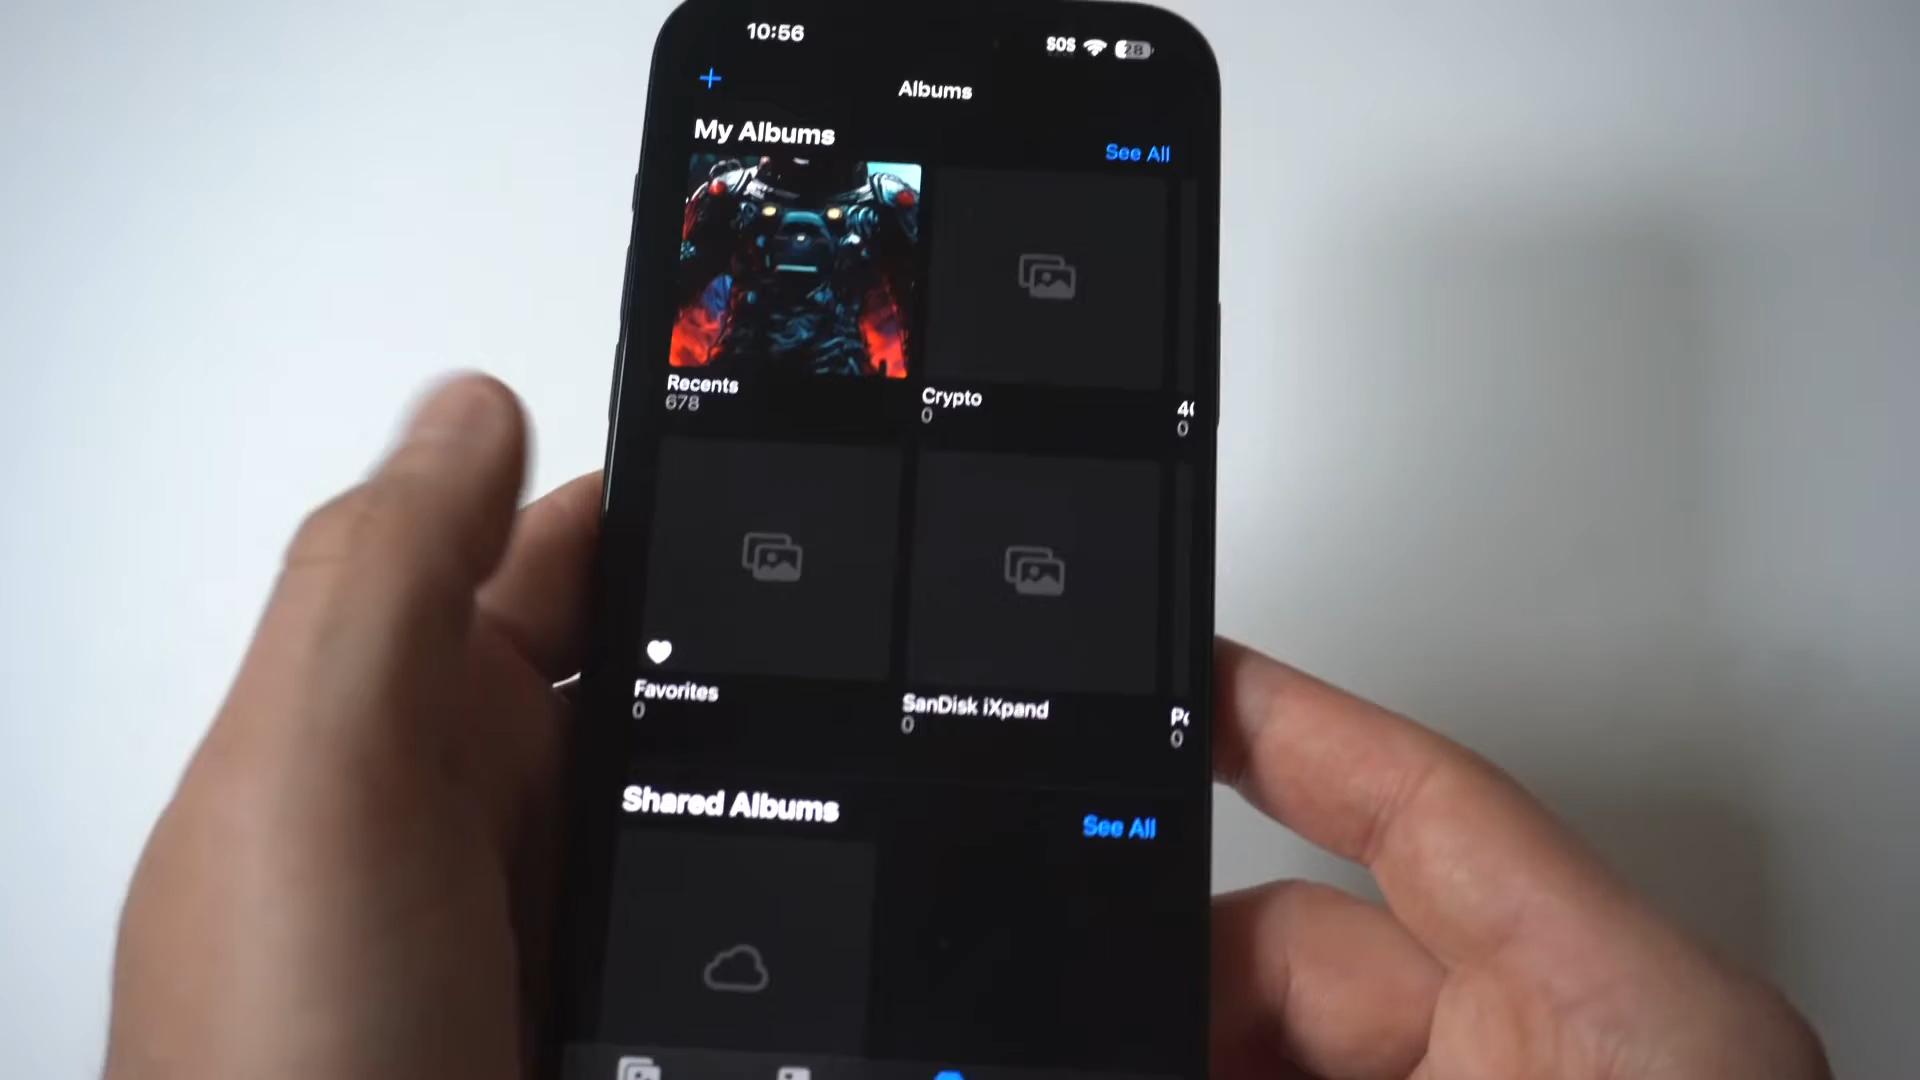 10:56
SOS
28
Albums
My Albums
See All
Recents
678
Crypto
0
0
Favorites
0
SanDisk iXpand
0
0
Shared Albums
See All